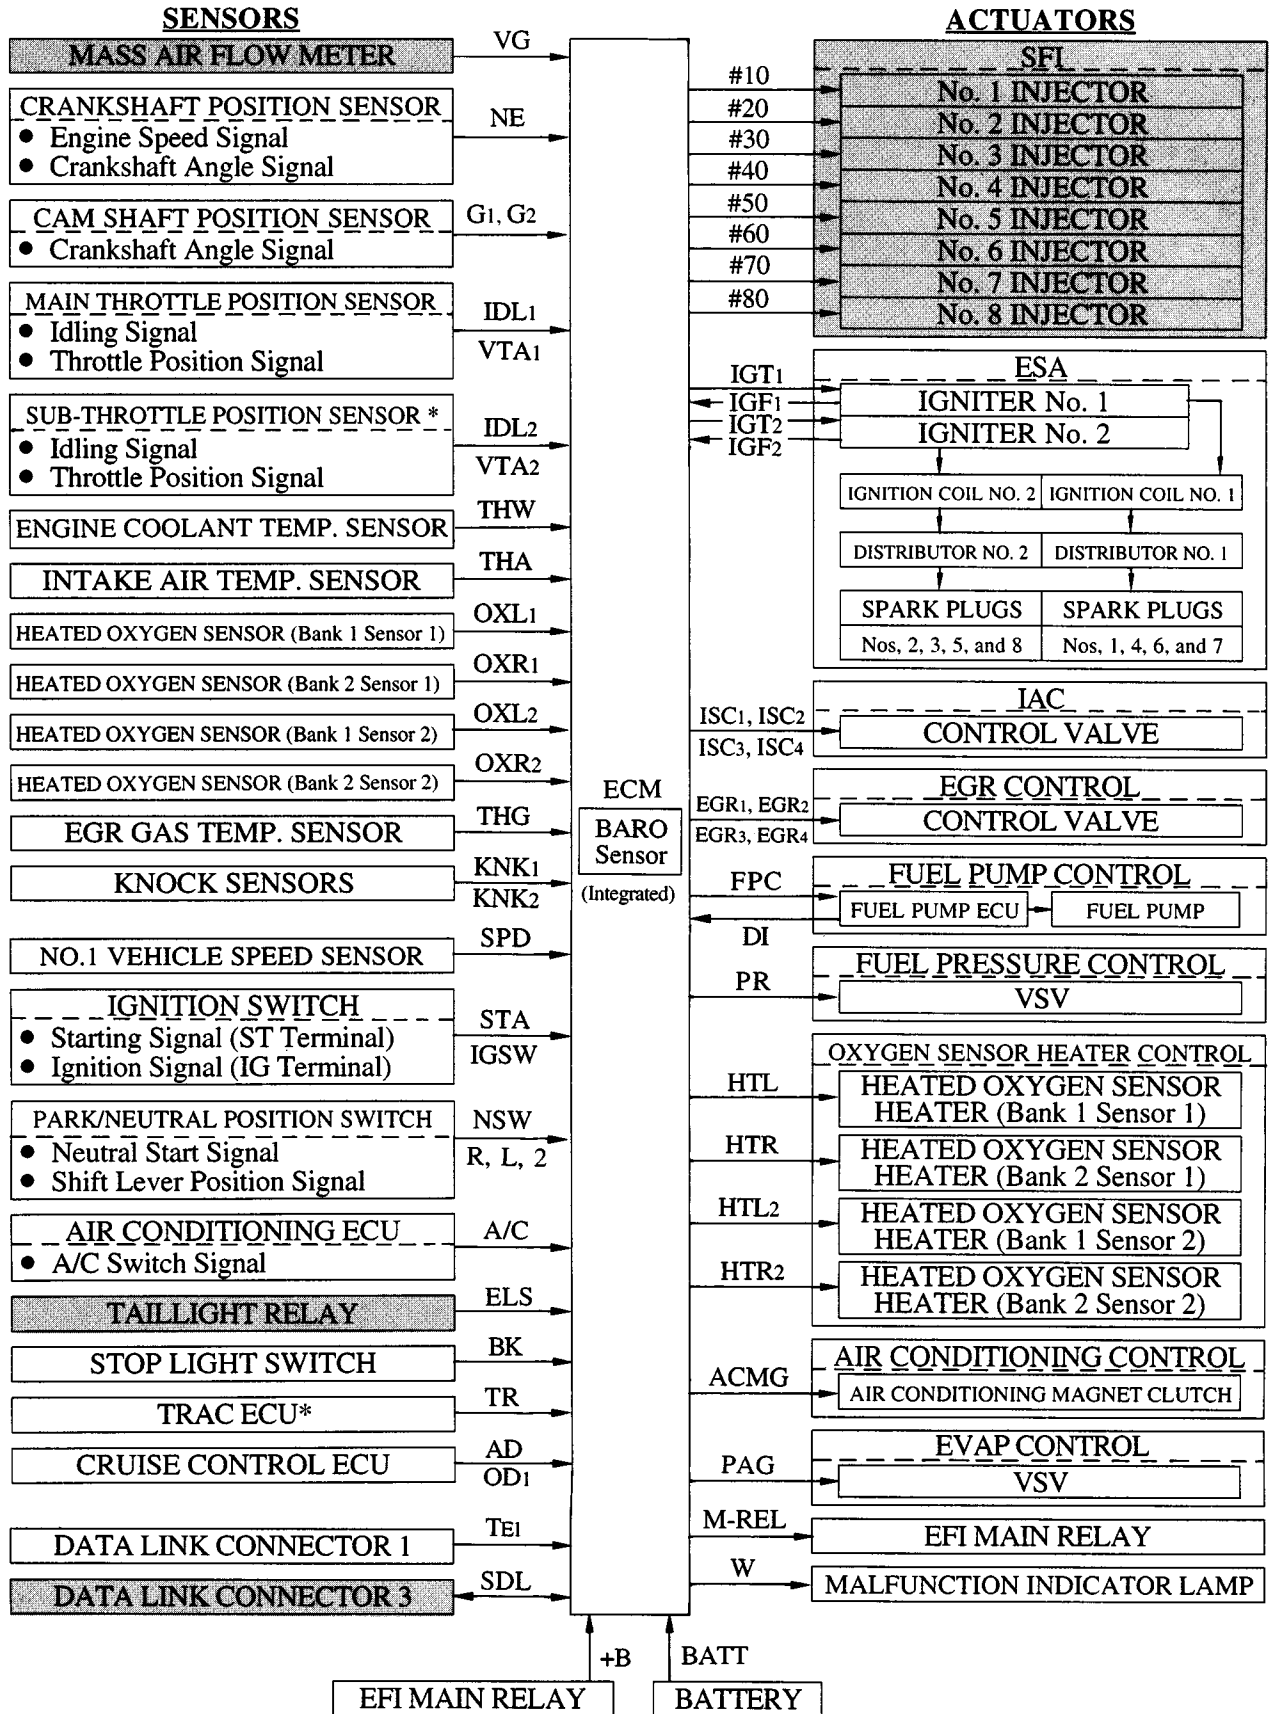 SENSORS
MASS AIR FLOW METER
VG
CRANKSHAFT POSITION SENSOR
● Engine Speed Signal
● Crankshaft Angle Signal
NE
CAM SHAFT POSITION SENSOR
● Crankshaft Angle Signal
G1, G2
MAIN THROTTLE POSITION SENSOR
● Idling Signal
● Throttle Position Signal
IDL1
VTA1
SUB-THROTTLE POSITION SENSOR *
● Idling Signal
● Throttle Position Signal
IDL2
VTA2
ENGINE COOLANT TEMP. SENSOR
THW
INTAKE AIR TEMP. SENSOR
THA
HEATED OXYGEN SENSOR (Bank 1 Sensor 1)
OXL1
HEATED OXYGEN SENSOR (Bank 2 Sensor 1)
OXR1
HEATED OXYGEN SENSOR (Bank 1 Sensor 2)
OXL2
HEATED OXYGEN SENSOR (Bank 2 Sensor 2)
OXR2
EGR GAS TEMP. SENSOR
THG
KNOCK SENSORS
KNK1
KNK2
NO.1 VEHICLE SPEED SENSOR
SPD
IGNITION SWITCH
● Starting Signal (ST Terminal)
● Ignition Signal (IG Terminal)
STA
IGSW
PARK/NEUTRAL POSITION SWITCH
● Neutral Start Signal
● Shift Lever Position Signal
NSW
R, L, 2
AIR CONDITIONING ECU
● A/C Switch Signal
A/C
TAILLIGHT RELAY
ELS
STOP LIGHT SWITCH
BK
TRAC ECU*
TR
CRUISE CONTROL ECU
AD
OD1
DATA LINK CONNECTOR 1
TE1
DATA LINK CONNECTOR 3
SDL
ECM
BARO
Sensor
(Integrated)
+B
EFI MAIN RELAY
BATT
BATTERY
ACTUATORS
SFI
#10
No. 1 INJECTOR
#20
No. 2 INJECTOR
#30
No. 3 INJECTOR
#40
No. 4 INJECTOR
#50
No. 5 INJECTOR
#60
No. 6 INJECTOR
#70
No. 7 INJECTOR
#80
No. 8 INJECTOR
ESA
IGT1
IGF1
IGT2
IGF2
IGNITER No. 1
IGNITER No. 2
IGNITION COIL NO. 2
IGNITION COIL NO. 1
DISTRIBUTOR NO. 2
DISTRIBUTOR NO. 1
SPARK PLUGS
Nos, 2, 3, 5, and 8
SPARK PLUGS
Nos, 1, 4, 6, and 7
IAC
ISC1, ISC2
ISC3, ISC4
CONTROL VALVE
EGR CONTROL
EGR1, EGR2
EGR3, EGR4
CONTROL VALVE
FUEL PUMP CONTROL
FPC
DI
FUEL PUMP ECU
FUEL PUMP
FUEL PRESSURE CONTROL
PR
VSV
OXYGEN SENSOR HEATER CONTROL
HTL
HEATED OXYGEN SENSOR
HEATER (Bank 1 Sensor 1)
HTR
HEATED OXYGEN SENSOR
HEATER (Bank 2 Sensor 1)
HTL2
HEATED OXYGEN SENSOR
HEATER (Bank 1 Sensor 2)
HTR2
HEATED OXYGEN SENSOR
HEATER (Bank 2 Sensor 2)
AIR CONDITIONING CONTROL
ACMG
AIR CONDITIONING MAGNET CLUTCH
EVAP CONTROL
PAG
VSV
M-REL
EFI MAIN RELAY
W
MALFUNCTION INDICATOR LAMP